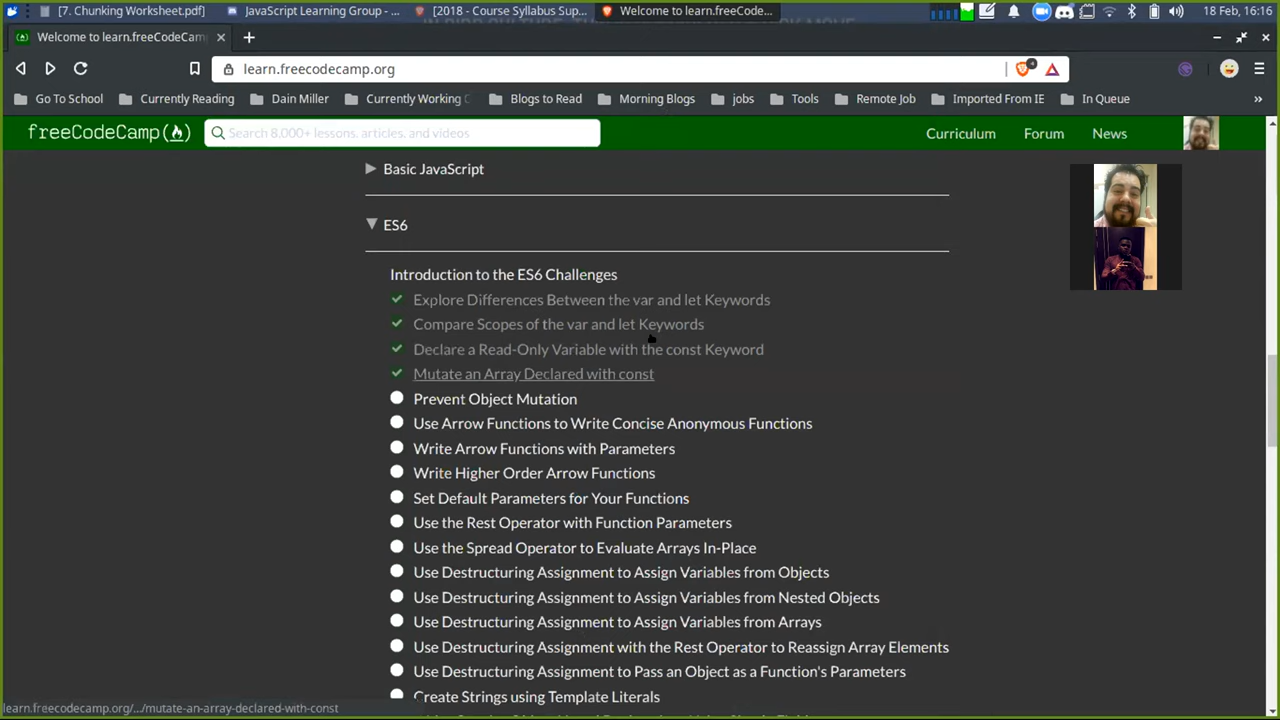 [7. Chunking Worksheet.pdf]
JavaScript Learning Group - ...
[2018 - Course Syllabus Sup...
Welcome to learn.freeCodec...
18 Feb, 16:16
Welcome to learn.freeCodeCam
learn.freecodecamp.org
4
Go To School
Currently Reading
Dain Miller
Currently Working C
Blogs to Read
Morning Blogs
jobs
Tools
Remote Job
Imported From IE
In Queue
»
freeCodeCamp
Search 8,000+ lessons, articles, and videos
Curriculum
Forum
News
Basic JavaScript
ES6
Introduction to the ES6 Challenges
Explore Differences Between the var and let Keywords
Compare Scopes of the var and let Keywords
Declare a Read-Only Variable with the const Keyword
Mutate an Array Declared with const
Prevent Object Mutation
Use Arrow Functions to Write Concise Anonymous Functions
Write Arrow Functions with Parameters
Write Higher Order Arrow Functions
Set Default Parameters for Your Functions
Use the Rest Operator with Function Parameters
Use the Spread Operator to Evaluate Arrays In-Place
Use Destructuring Assignment to Assign Variables from Objects
Use Destructuring Assignment to Assign Variables from Nested Objects
Use Destructuring Assignment to Assign Variables from Arrays
Use Destructuring Assignment with the Rest Operator to Reassign Array Elements
Use Destructuring Assignment to Pass an Object as a Function's Parameters
Create Strings using Template Literals
learn.freecodecamp.org/.../mutate-an-array-declared-with-const